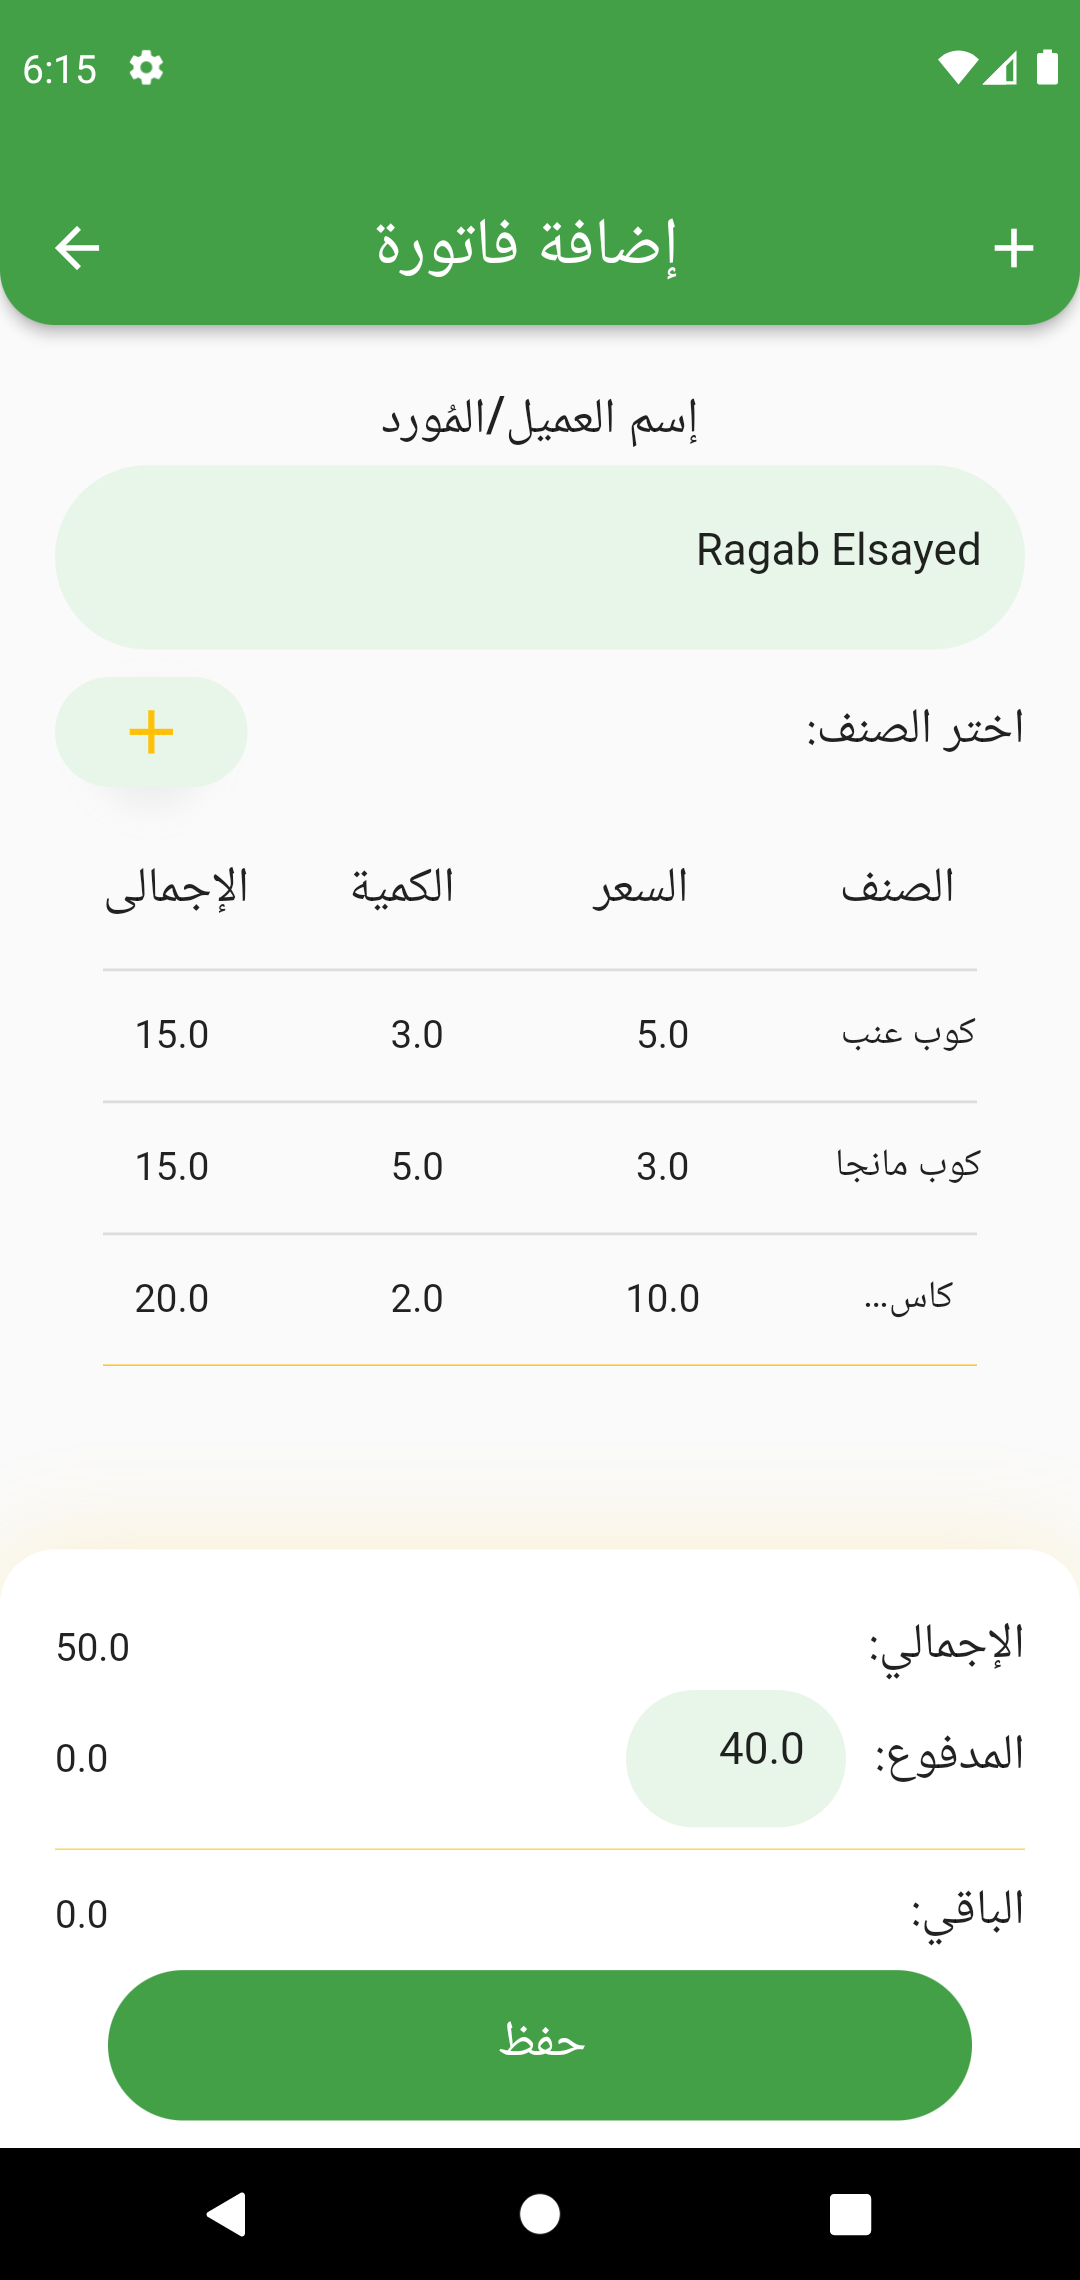 6:15
إضافة فاتورة
إسم العميل/المُورد
Ragab Elsayed
اختر الصنف:
الصنف السعر الكمية الإجمالى
كوب عنب 5.0 3.0 15.0
كوب مانجا 3.0 5.0 15.0
كاس... 10.0 2.0 20.0
الإجمالي: 50.0
المدفوع: 40.0 0.0
الباقي: 0.0
حفظ